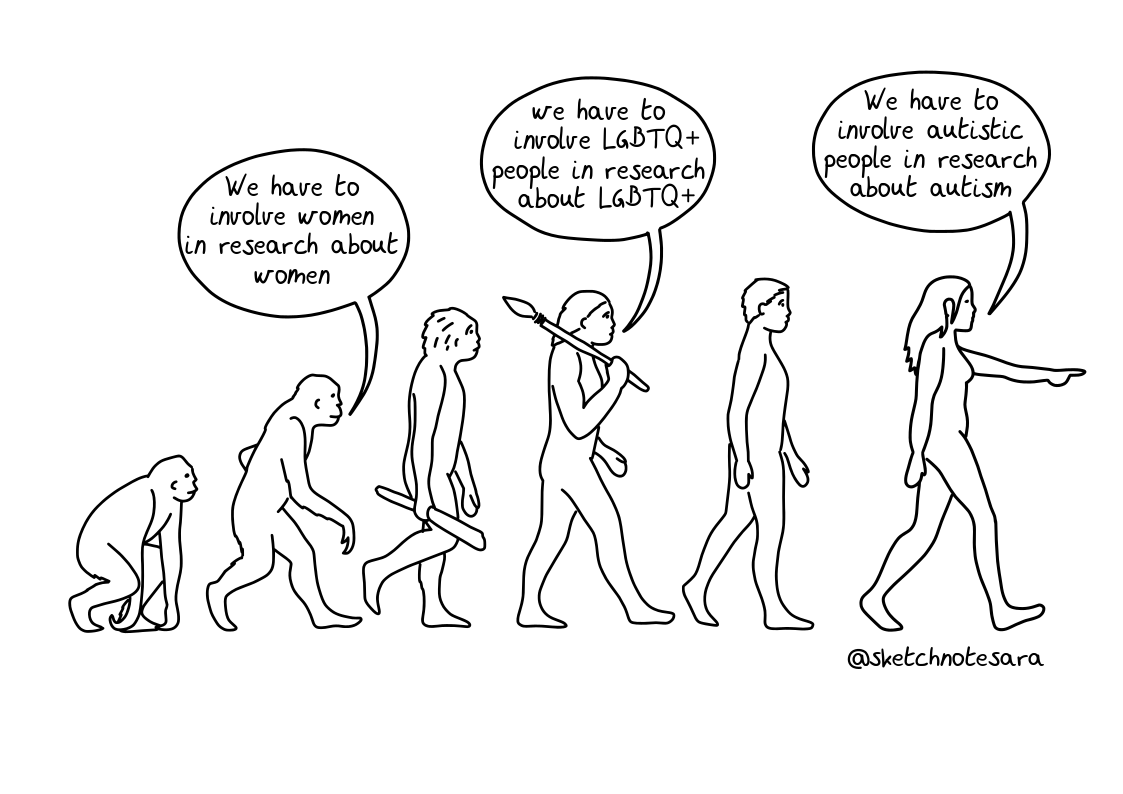 We have to
involve women
in research about
women
we have to
involve LGBTQ+
people in research
about LGBTQ+
We have to
involve autistic
people in research
about autism
@sketchnotesara